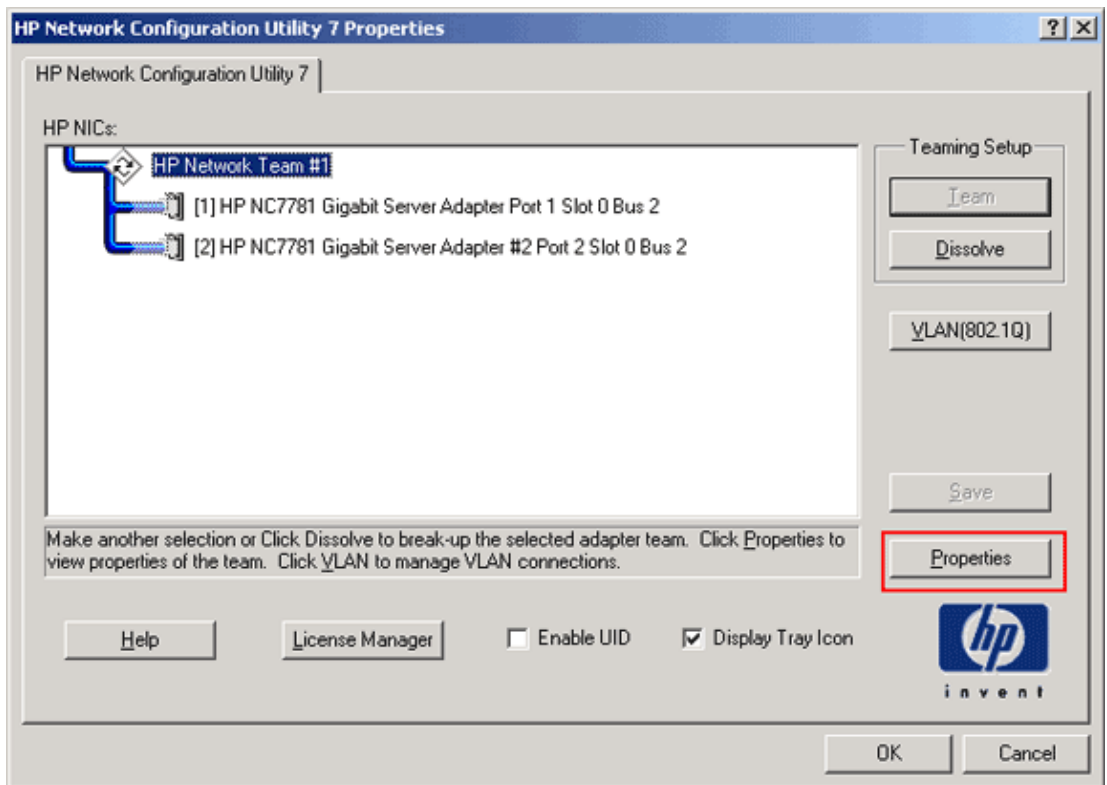 HP Network Configuration Utility 7 Properties
HP Network Configuration Utility 7
HP NICs:
HP Network Team #1
[1] HP NC7781 Gigabit Server Adapter Port 1 Slot 0 Bus 2
[2] HP NC7781 Gigabit Server Adapter #2 Port 2 Slot 0 Bus 2
Teaming Setup
Team
Dissolve
VLAN(802.1Q)
Save
Make another selection or Click Dissolve to break-up the selected adapter team. Click Properties to
view properties of the team. Click VLAN to manage VLAN connections.
Properties
Help
License Manager
Enable UID
Display Tray Icon
hp
invent
OK
Cancel